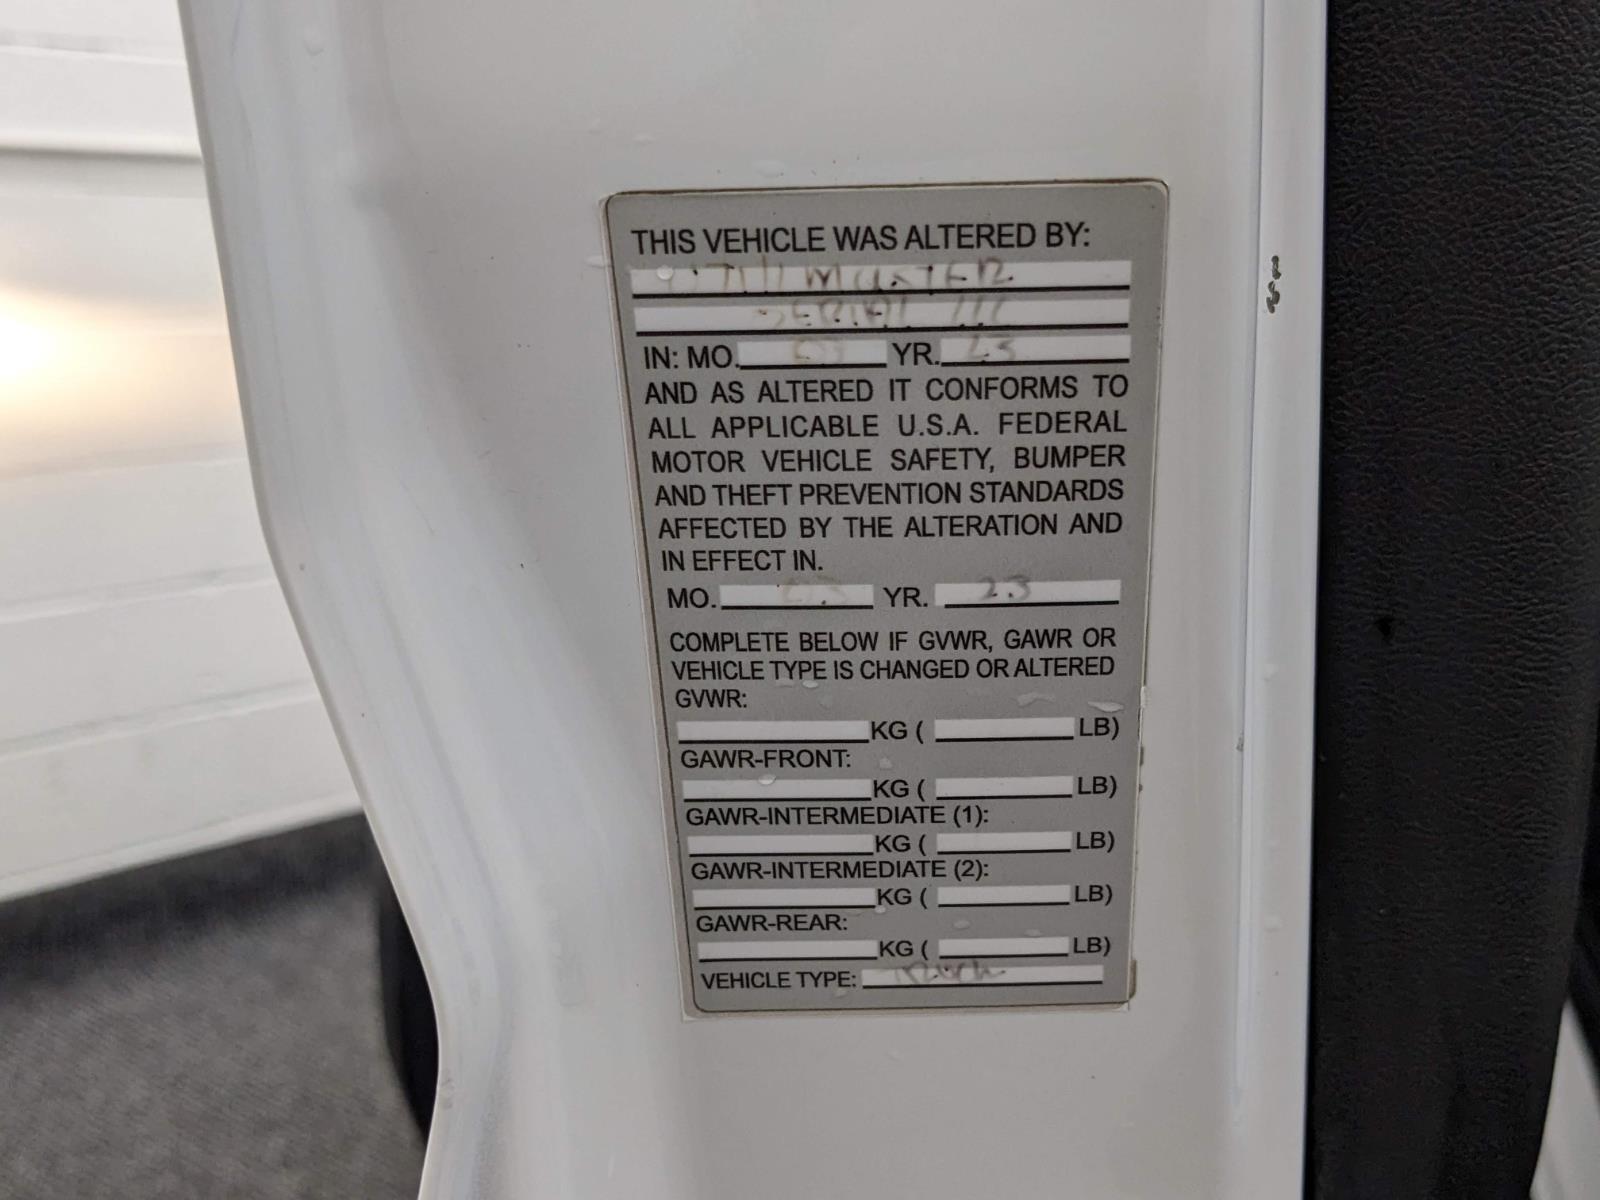 THIS VEHICLE WAS ALTERED BY:
IN: MO. YR. 23
AND AS ALTERED IT CONFORMS TO
ALL APPLICABLE U.S.A. FEDERAL
MOTOR VEHICLE SAFETY, BUMPER
AND THEFT PREVENTION STANDARDS
AFFECTED BY THE ALTERATION AND
IN EFFECT IN.
MO. YR. 23
COMPLETE BELOW IF GVWR, GAWR OR
VEHICLE TYPE IS CHANGED OR ALTERED
GVWR:
KG ( LB)
GAWR-FRONT:
KG ( LB)
GAWR-INTERMEDIATE (1):
KG ( LB)
GAWR-INTERMEDIATE (2):
KG ( LB)
GAWR-REAR:
KG ( LB)
VEHICLE TYPE: Truck